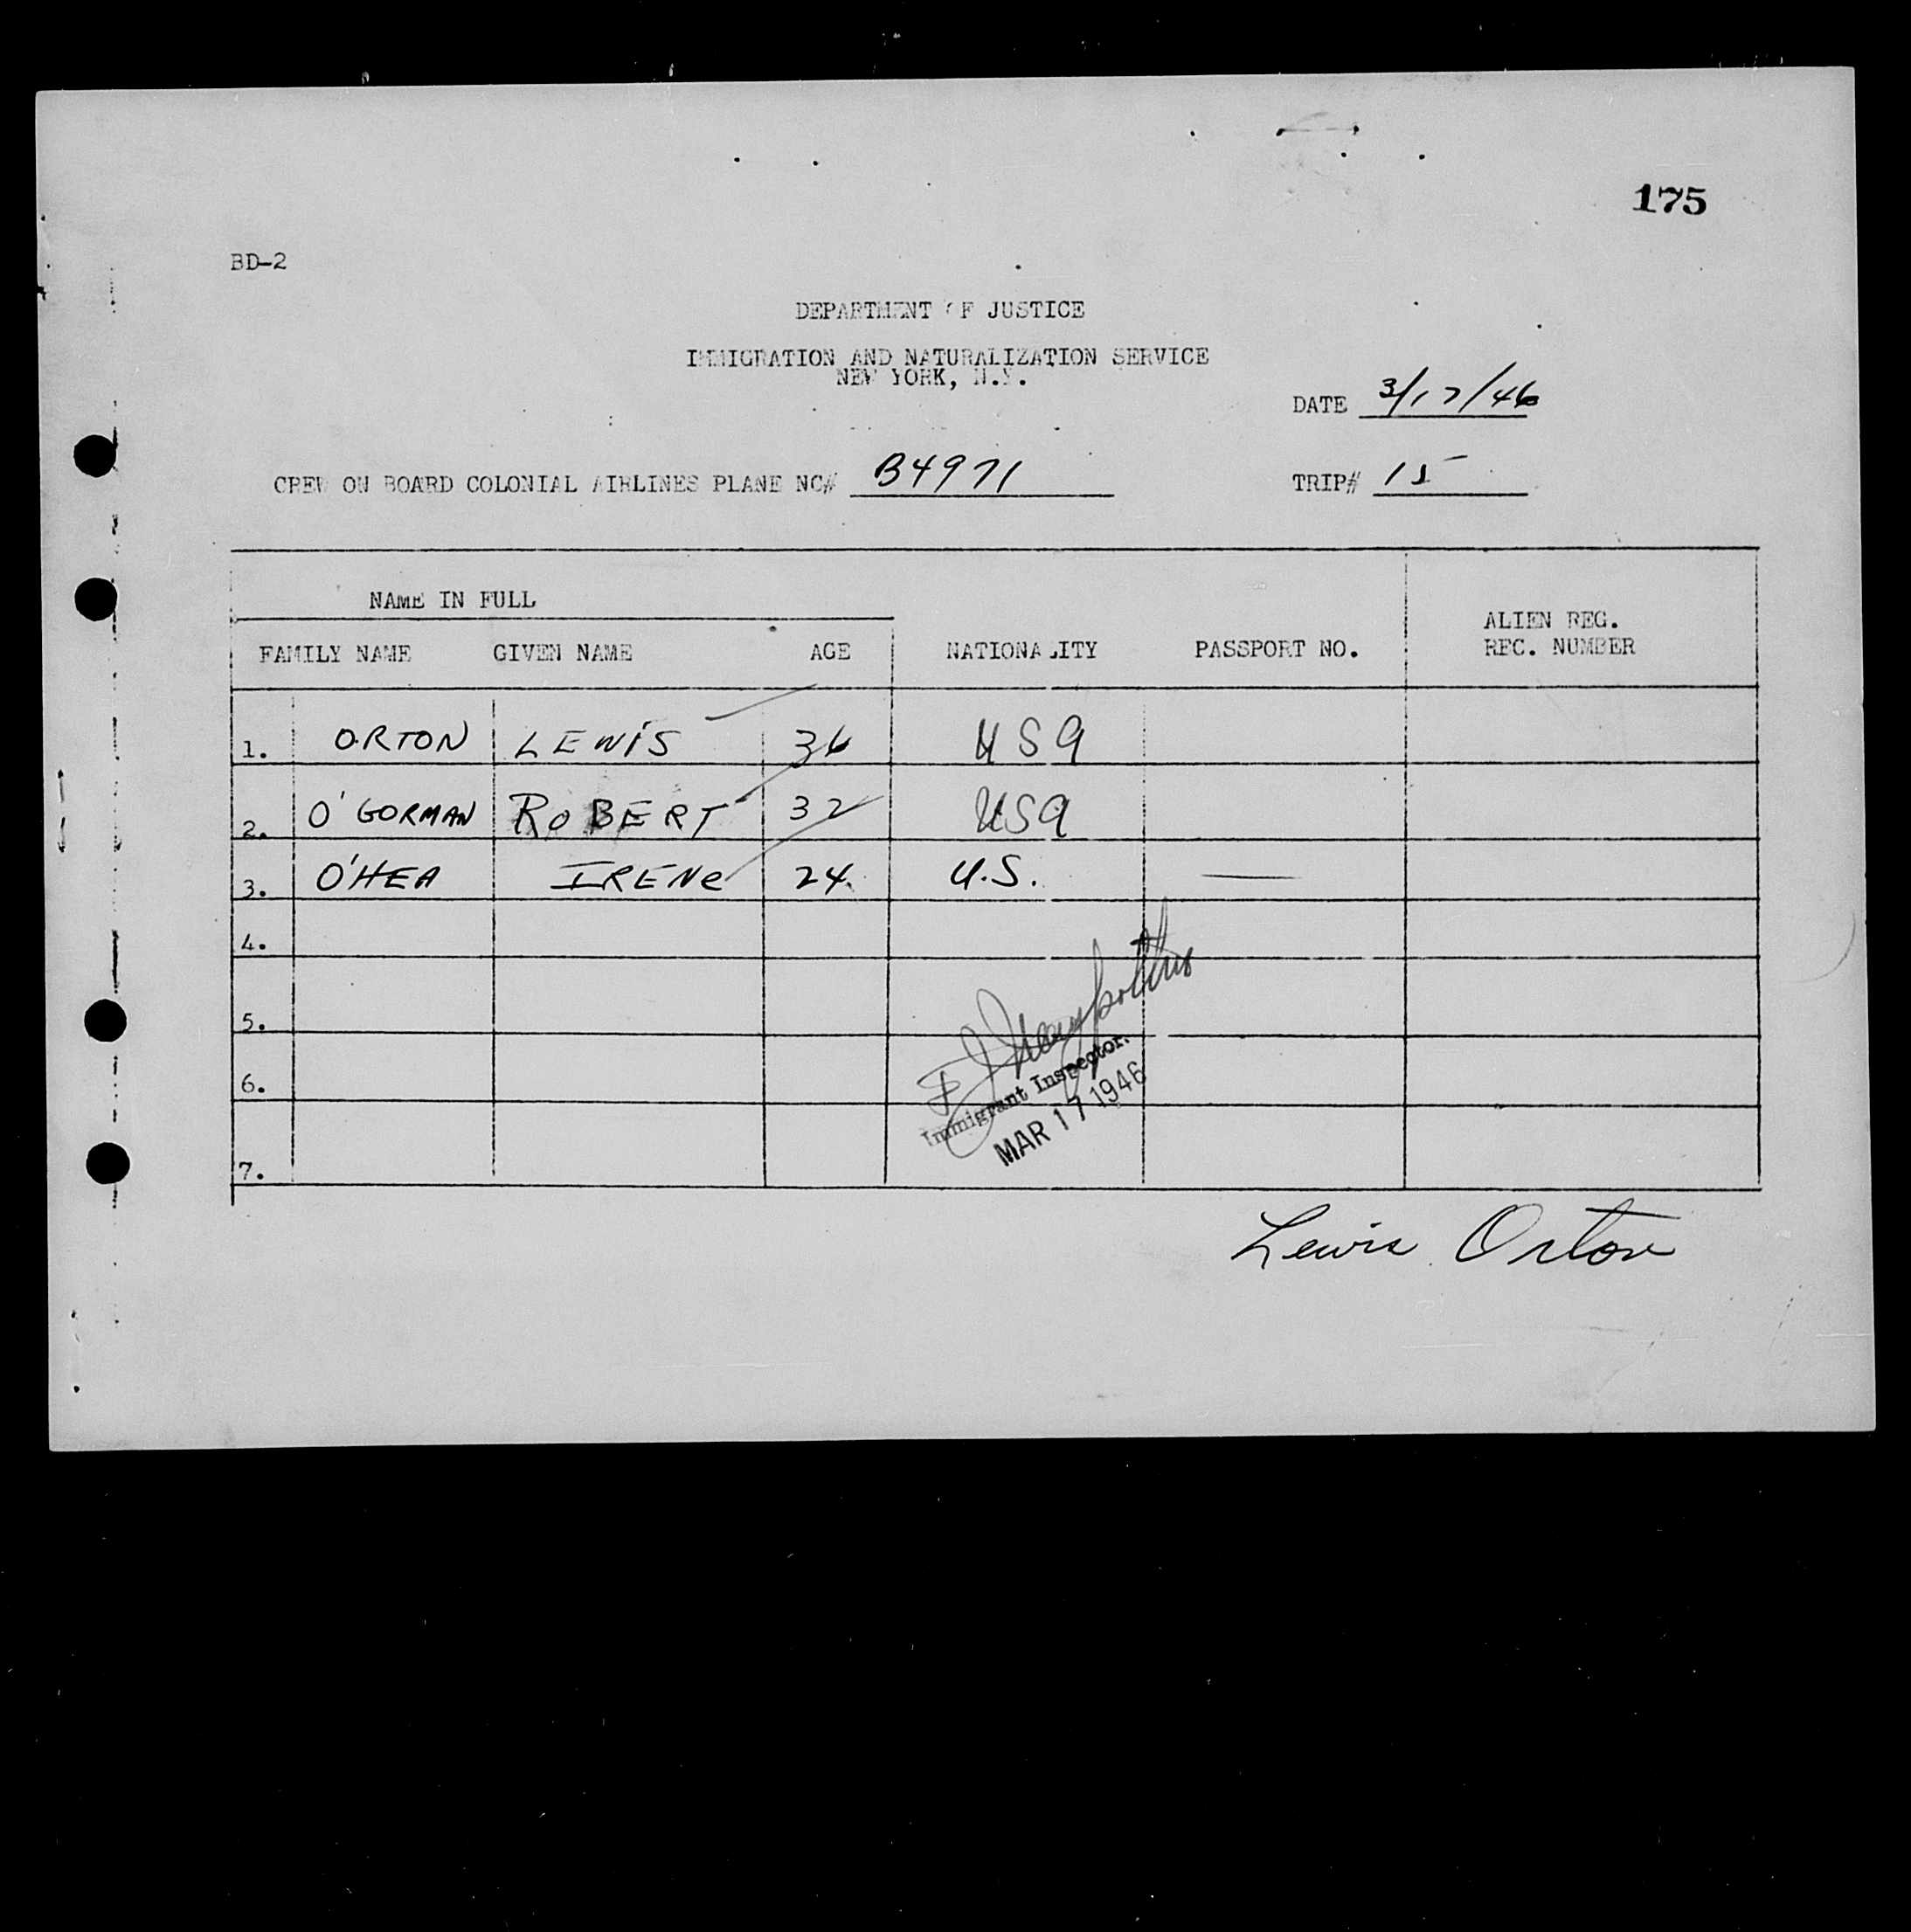 175
BD-2
DEPARTMENT OF JUSTICE
IMMIGRATION AND NATURALIZATION SERVICE
NEW YORK, N.Y.
DATE 3/17/46
CREW ON BOARD COLONIAL AIRLINES PLANE NC# B4971
TRIP# 15
NAME IN FULL
FAMILY NAME GIVEN NAME AGE NATIONALITY PASSPORT NO. ALIEN REG. REC. NUMBER
1. ORTON LEWIS 36 USA
2. O'GORMAN ROBERT 32 USA
3. O'HEA IRENE 24 U.S. —
4.
5.
6.
7.
Immigrant Inspector.
MAR 17 1946
Lewis Orton